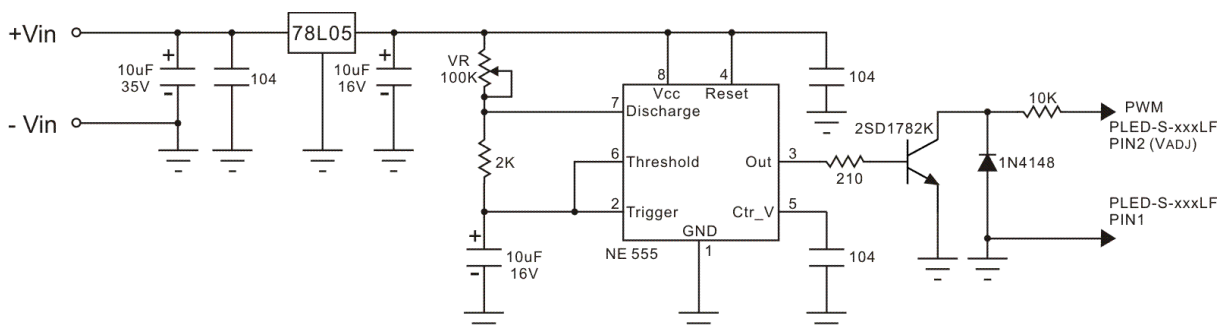 +Vin
- Vin
+
10uF
35V
-
104
78L05
+
10uF
16V
-
VR
100K
2K
+
10uF
16V
-
7
Discharge
6
Threshold
2
Trigger
8
Vcc
4
Reset
Out
3
Ctr_V
5
GND
1
NE 555
104
104
210
2SD1782K
1N4148
10K
PWM
PLED-S-xxxLF
PIN2 (VADJ)
PLED-S-xxxLF
PIN1